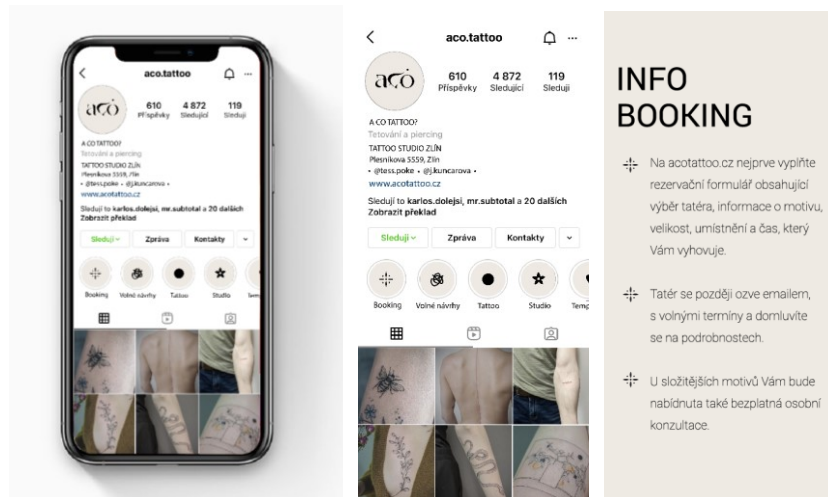 aco.tattoo
acò
610
4 872
119
Příspěvky
Sledující
Sleduji
A CO TATTOO?
Tetování a piercing
TATTOO STUDIO ZLÍN
Plesníkova 5559, Zlín
• @tess.poke • @j.kuncarova •
www.acotattoo.cz
Sledují to karlos.dolejsi, mr.subtotal a 20 dalších
Zobrazit překlad
Sleduji
Zpráva
Kontakty
Booking
Volné návrhy
Tattoo
Studio
Temp
aco.tattoo
acò
610
4 872
119
Příspěvky
Sledující
Sleduji
A CO TATTOO?
Tetování a piercing
TATTOO STUDIO ZLÍN
Plesníkova 5559, Zlín
• @tess.poke • @j.kuncarova •
www.acotattoo.cz
Sledují to karlos.dolejsi, mr.subtotal a 20 dalších
Zobrazit překlad
Sleduji
Zpráva
Kontakty
Booking
Volné návrhy
Tattoo
Studio
Temp
INFO
BOOKING
Na acotattoo.cz nejprve vyplňte
rezervační formulář obsahující
výběr tatéra, informace o motivu,
velikost, umístnění a čas, který
Vám vyhovuje.
Tatér se později ozve emailem,
s volnými termíny a domluvíte
se na podrobnostech.
U složitějších motivů Vám bude
nabídnuta také bezplatná osobní
konzultace.